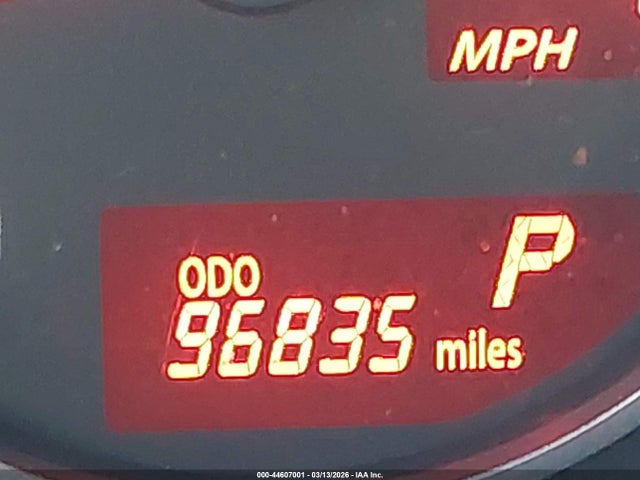 MPH
P
ODO
96835 miles
000-44607001 - 03/13/2026 - IAA Inc.